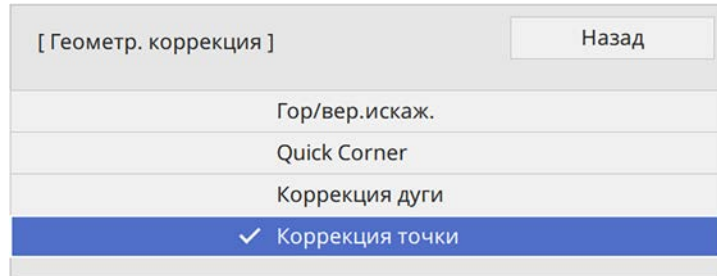 [ Геометр. коррекция ]
Назад
Гор/вер.искаж.
Quick Corner
Коррекция дуги
Коррекция точки